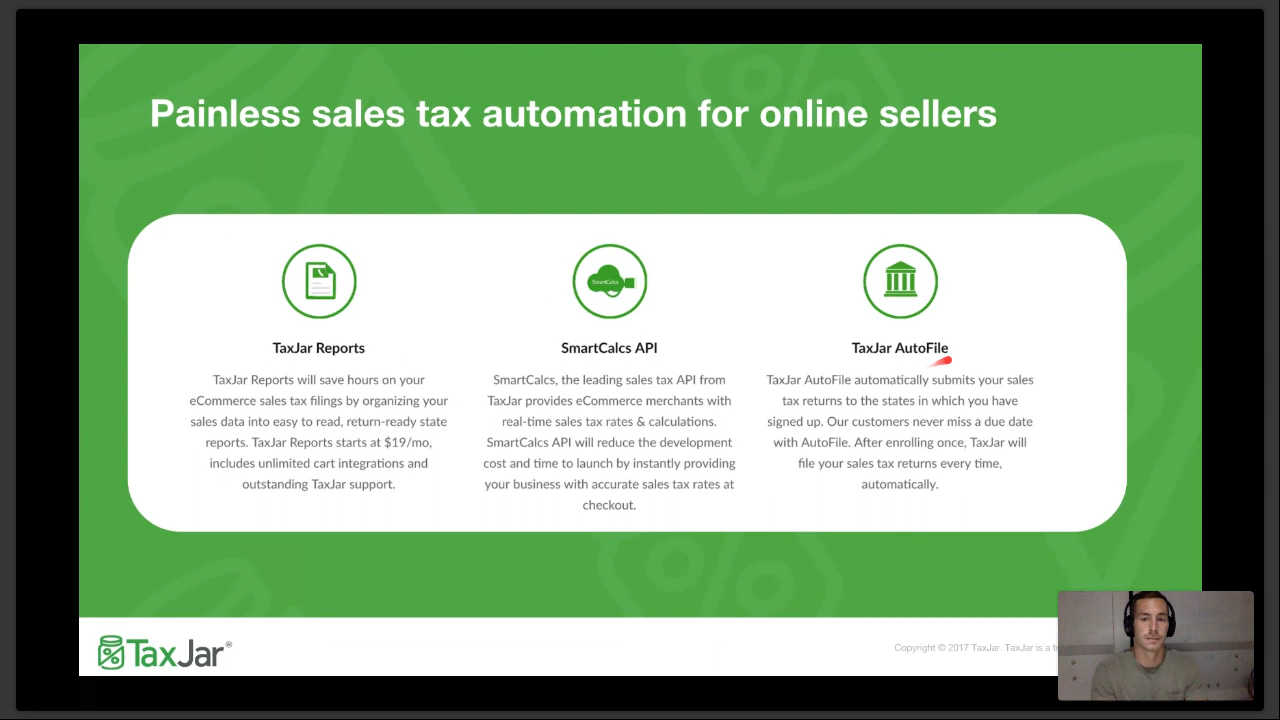 Painless sales tax automation for online sellers
SmartCalcs
TaxJar Reports
TaxJar Reports will save hours on your
eCommerce sales tax filings by organizing your
sales data into easy to read, return-ready state
reports. TaxJar Reports starts at $19/mo,
includes unlimited cart integrations and
outstanding TaxJar support.
SmartCalcs API
SmartCalcs, the leading sales tax API from
TaxJar provides eCommerce merchants with
real-time sales tax rates & calculations.
SmartCalcs API will reduce the development
cost and time to launch by instantly providing
your business with accurate sales tax rates at
checkout.
TaxJar AutoFile
TaxJar AutoFile automatically submits your sales
tax returns to the states in which you have
signed up. Our customers never miss a due date
with AutoFile. After enrolling once, TaxJar will
file your sales tax returns every time,
automatically.
TaxJar®
Copyright © 2017 TaxJar. TaxJar is a